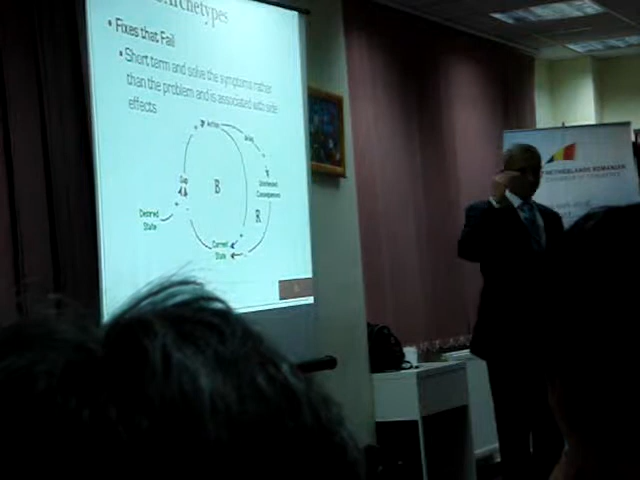 Archetypes
• Fixes that Fail
• Short term and solve the symptoms rather
than the problem and is associated with side
effects
Action
Delay
Gap
B
Unintended
Consequences
Desired
State
R
Current
State
NETHERLANDS ROMANIAN
CHAMBER OF COMMERCE